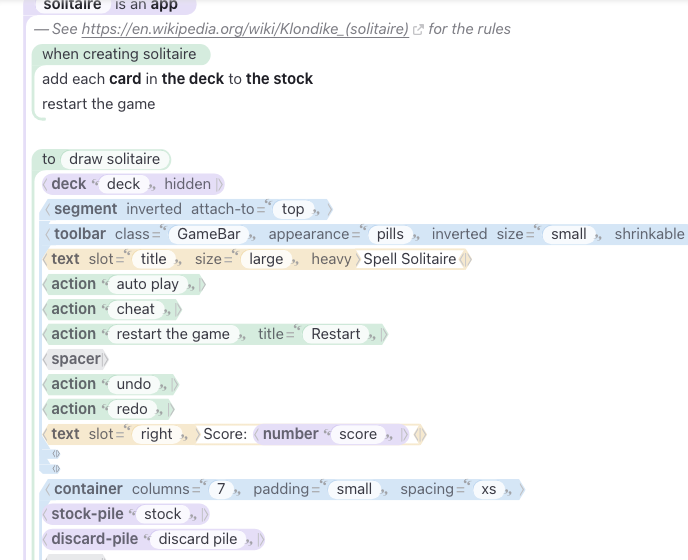 solitaire is an app
— See https://en.wikipedia.org/wiki/Klondike_(solitaire) for the rules
when creating solitaire
add each card in the deck to the stock
restart the game
to draw solitaire
deck “ deck „ hidden
segment inverted attach-to= “ top „
toolbar class= “ GameBar „ appearance= “ pills „ inverted size= “ small „ shrinkable
text slot= “ title „ size= “ large „ heavy Spell Solitaire
action “ auto play „
action “ cheat „
action “ restart the game „ title= “ Restart „
spacer
action “ undo „
action “ redo „
text slot= “ right „ Score: number “ score „
container columns= “ 7 „ padding= “ small „ spacing= “ xs „
stock-pile “ stock „
discard-pile “ discard pile „